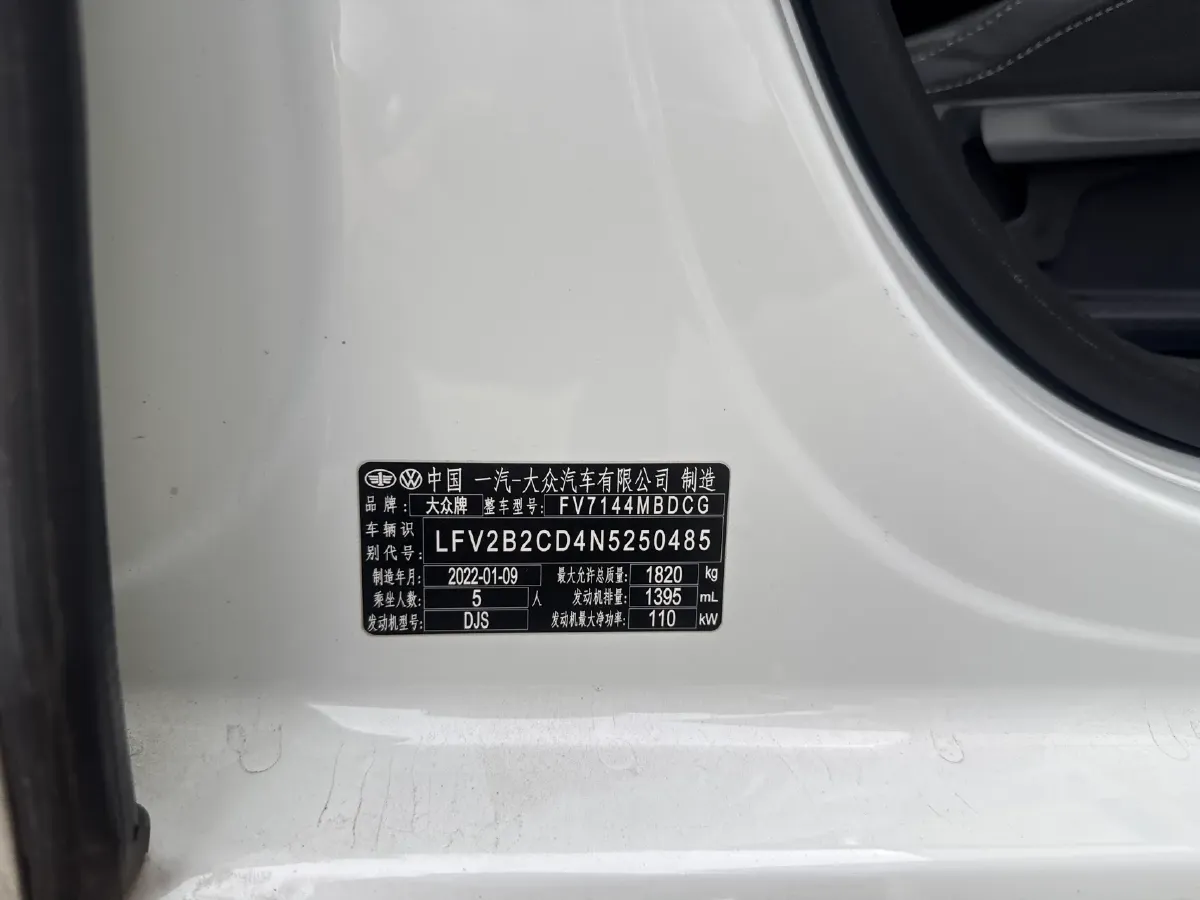 中国 一汽-大众汽车有限公司 制造
品牌: 大众牌 整车型号: FV7144MBDCG
车辆识别代号: LFV2B2CD4N5250485
制造年月: 2022-01-09 最大允许总质量: 1820 kg
乘坐人数: 5 人 发动机排量: 1395 mL
发动机型号: DJS 发动机最大净功率: 110 kW